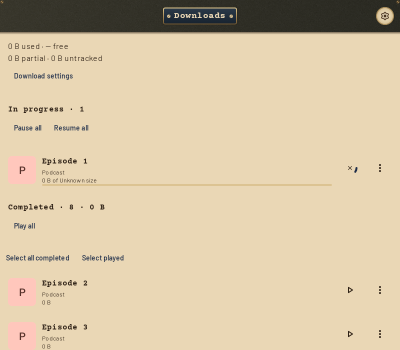 Downloads
0 B used · — free
0 B partial · 0 B untracked
Download settings
In progress · 1
Pause all Resume all
P
Episode 1
Podcast
0 B of Unknown size
Completed · 8 · 0 B
Play all
Select all completed Select played
P
Episode 2
Podcast
0 B
P
Episode 3
Podcast
0 B